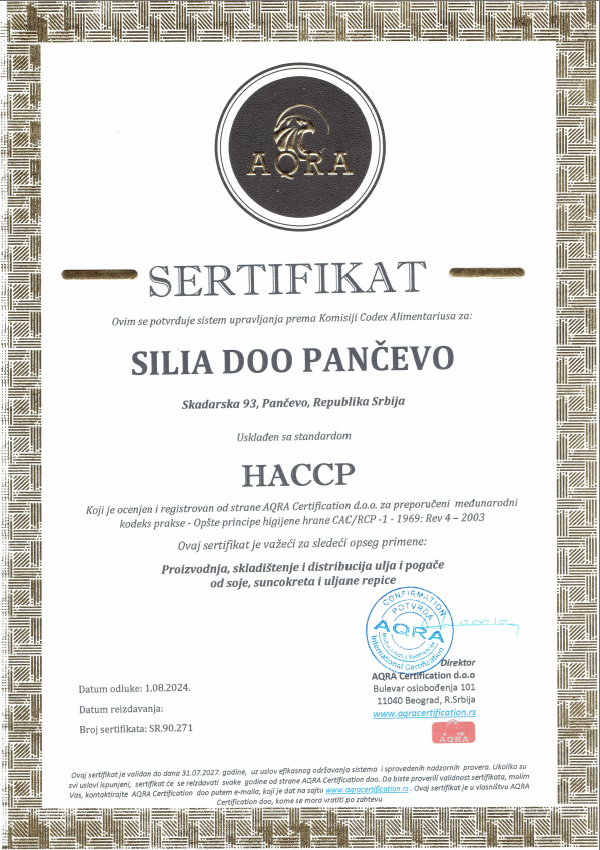 AQRA
SERTIFIKAT
Ovim se potvrđuje sistem upravljanja prema Komisiji Codex Alimentariusa za:
SILIA DOO PANČEVO
Skadarska 93, Pančevo, Republika Srbija
Usklađen sa standardom
HACCP
Koji je ocenjen i registrovan od strane AQRA Certification d.o.o. za preporučeni međunarodni
kodeks prakse - Opšte principe higijene hrane CAC/RCP -1 - 1969: Rev 4 – 2003
Ovaj sertifikat je važeći za sledeći opseg primene:
Proizvodnja, skladištenje i distribucija ulja i pogače
od soje, suncokreta i uljane repice
CONFIRMATION
POTVRDA
AQRA
International Certification
Direktor
AQRA Certification d.o.o
Bulevar oslobođenja 101
11040 Beograd, R.Srbija
www.aqracertification.rs
AQRA
Datum odluke: 1.08.2024.
Datum reizdavanja:
Broj sertifikata: SR.90.271
Ovaj sertifikat je validan do dana 31.07.2027. godine, uz uslov efikasnog održavanja sistema i sprovedenih nadzornih provera. Ukoliko su
svi uslovi ispunjeni, sertifikat će se reizdavati svake godine od strane AQRA Certification doo. Da biste proverili validnost sertifikata, molim
Vas, kontaktirajte AQRA Certification doo putem e-maila, koji je dat na sajtu www.aqracertification.rs . Ovaj sertifikat je u vlasništvu AQRA
Certification doo, kome se mora vratiti po zahtevu